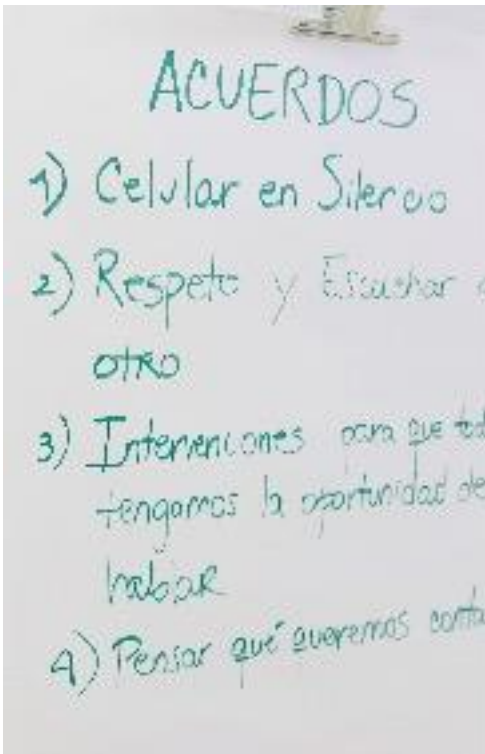 ACUERDOS
1) Celular en Silencio
2) Respeto y Escuchar
otro
3) Intervenciones para que
tengamos la oportunidad de
hablar
4) Pensar qué queremos